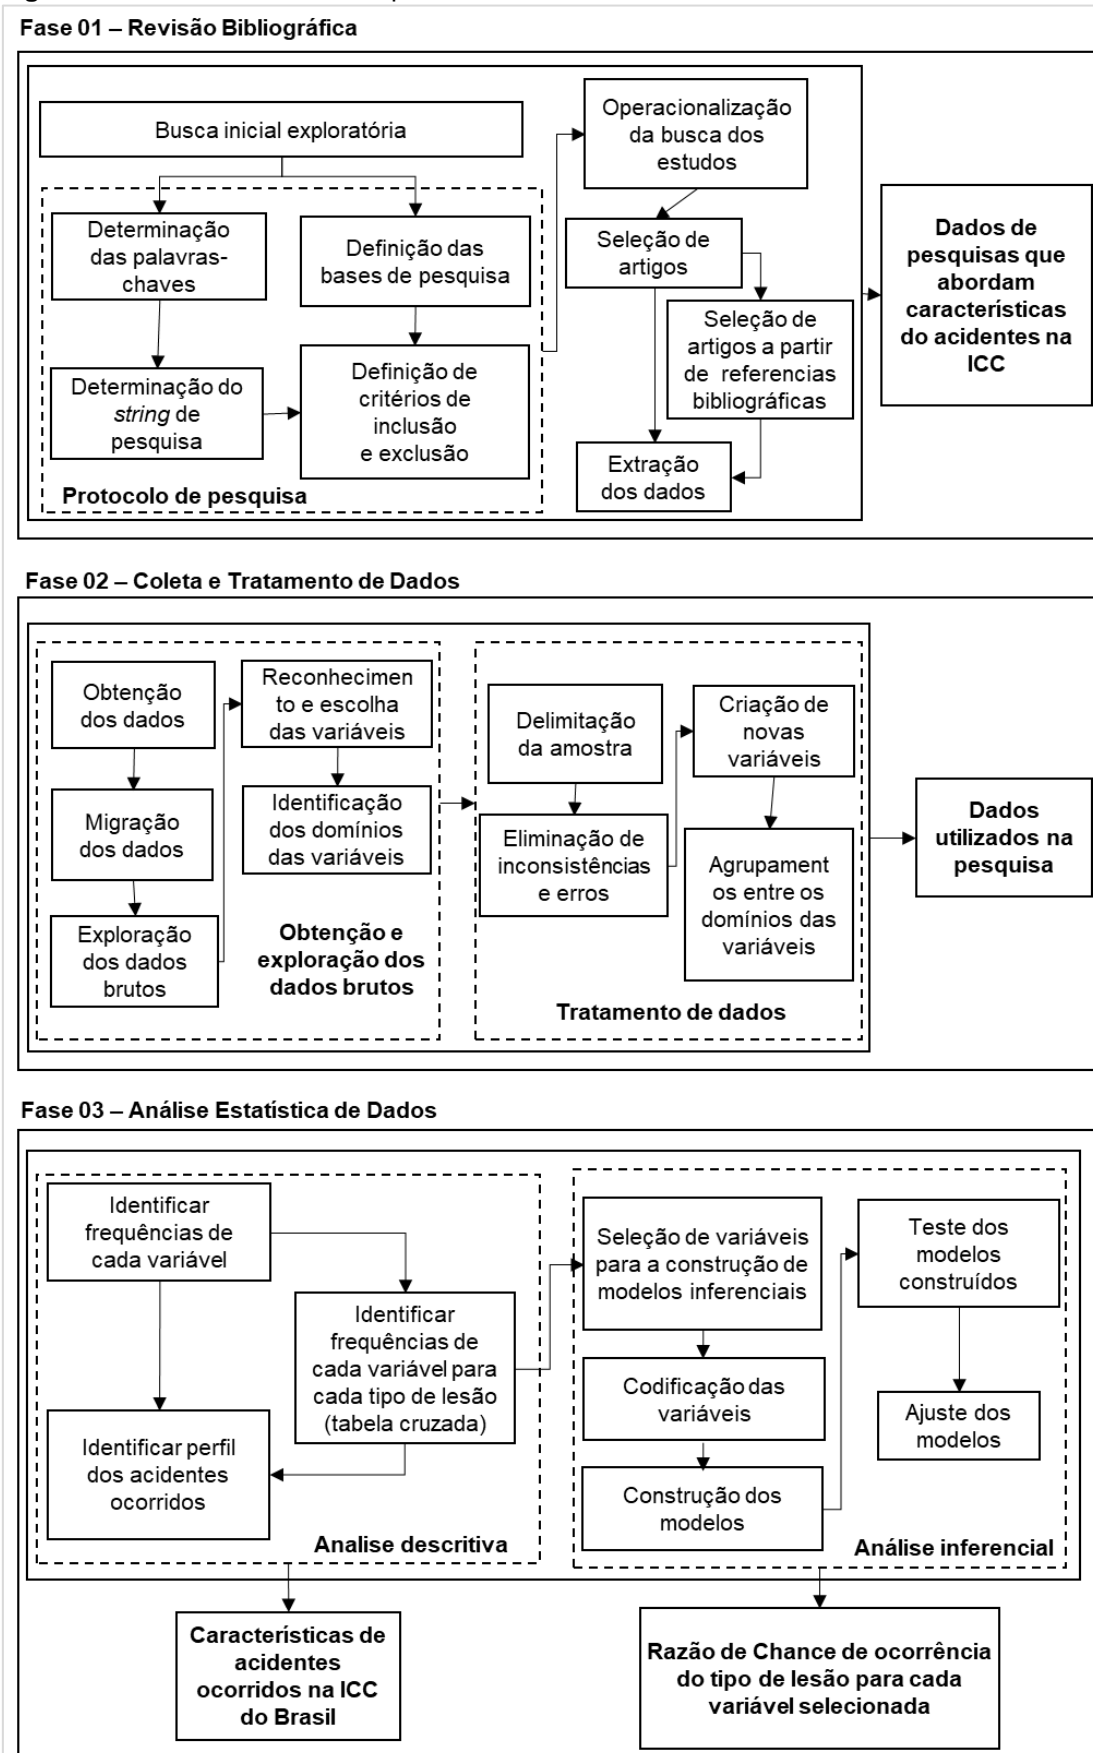 Fase 01 – Revisão Bibliográfica
Busca inicial exploratória
Determinação
das palavras-
chaves
Definição das
bases de pesquisa
Determinação do
string de
pesquisa
Definição de
critérios de
inclusão
e exclusão
Protocolo de pesquisa
Operacionalização
da busca dos
estudos
Seleção de
artigos
Seleção de
artigos a partir
de referencias
bibliográficas
Extração
dos dados
Dados de
pesquisas que
abordam
características
do acidentes na
ICC
Fase 02 – Coleta e Tratamento de Dados
Obtenção
dos dados
Migração
dos dados
Exploração
dos dados
brutos
Reconhecimen
to e escolha
das variáveis
Identificação
dos domínios
das variáveis
Obtenção e
exploração dos
dados brutos
Delimitação
da amostra
Eliminação de
inconsistências
e erros
Criação de
novas
variáveis
Agrupament
os entre os
domínios das
variáveis
Tratamento de dados
Dados
utilizados na
pesquisa
Fase 03 – Análise Estatística de Dados
Identificar
frequências de
cada variável
Identificar
frequências de
cada variável para
cada tipo de lesão
(tabela cruzada)
Identificar perfil
dos acidentes
ocorridos
Analise descritiva
Seleção de variáveis
para a construção de
modelos inferenciais
Codificação das
variáveis
Construção dos
modelos
Teste dos
modelos
construídos
Ajuste dos
modelos
Análise inferencial
Características de
acidentes
ocorridos na ICC
do Brasil
Razão de Chance de ocorrência
do tipo de lesão para cada
variável selecionada